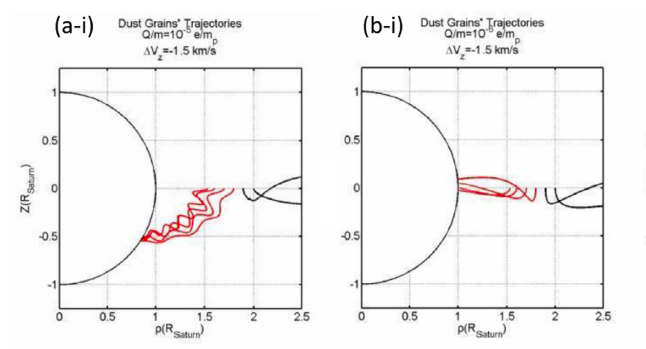 (a-i)
Dust Grains' Trajectories
Q/m=10^-5 e/m_p
ΔV_z=-1.5 km/s
Z(R_Saturn)
1
0.5
0
-0.5
-1
0 0.5 1 1.5 2 2.5
ρ(R_Saturn)
(b-i)
Dust Grains' Trajectories
Q/m=10^-6 e/m_p
ΔV_z=-1.5 km/s
1
0.5
0
-0.5
-1
0 0.5 1 1.5 2 2.5
ρ(R_Saturn)